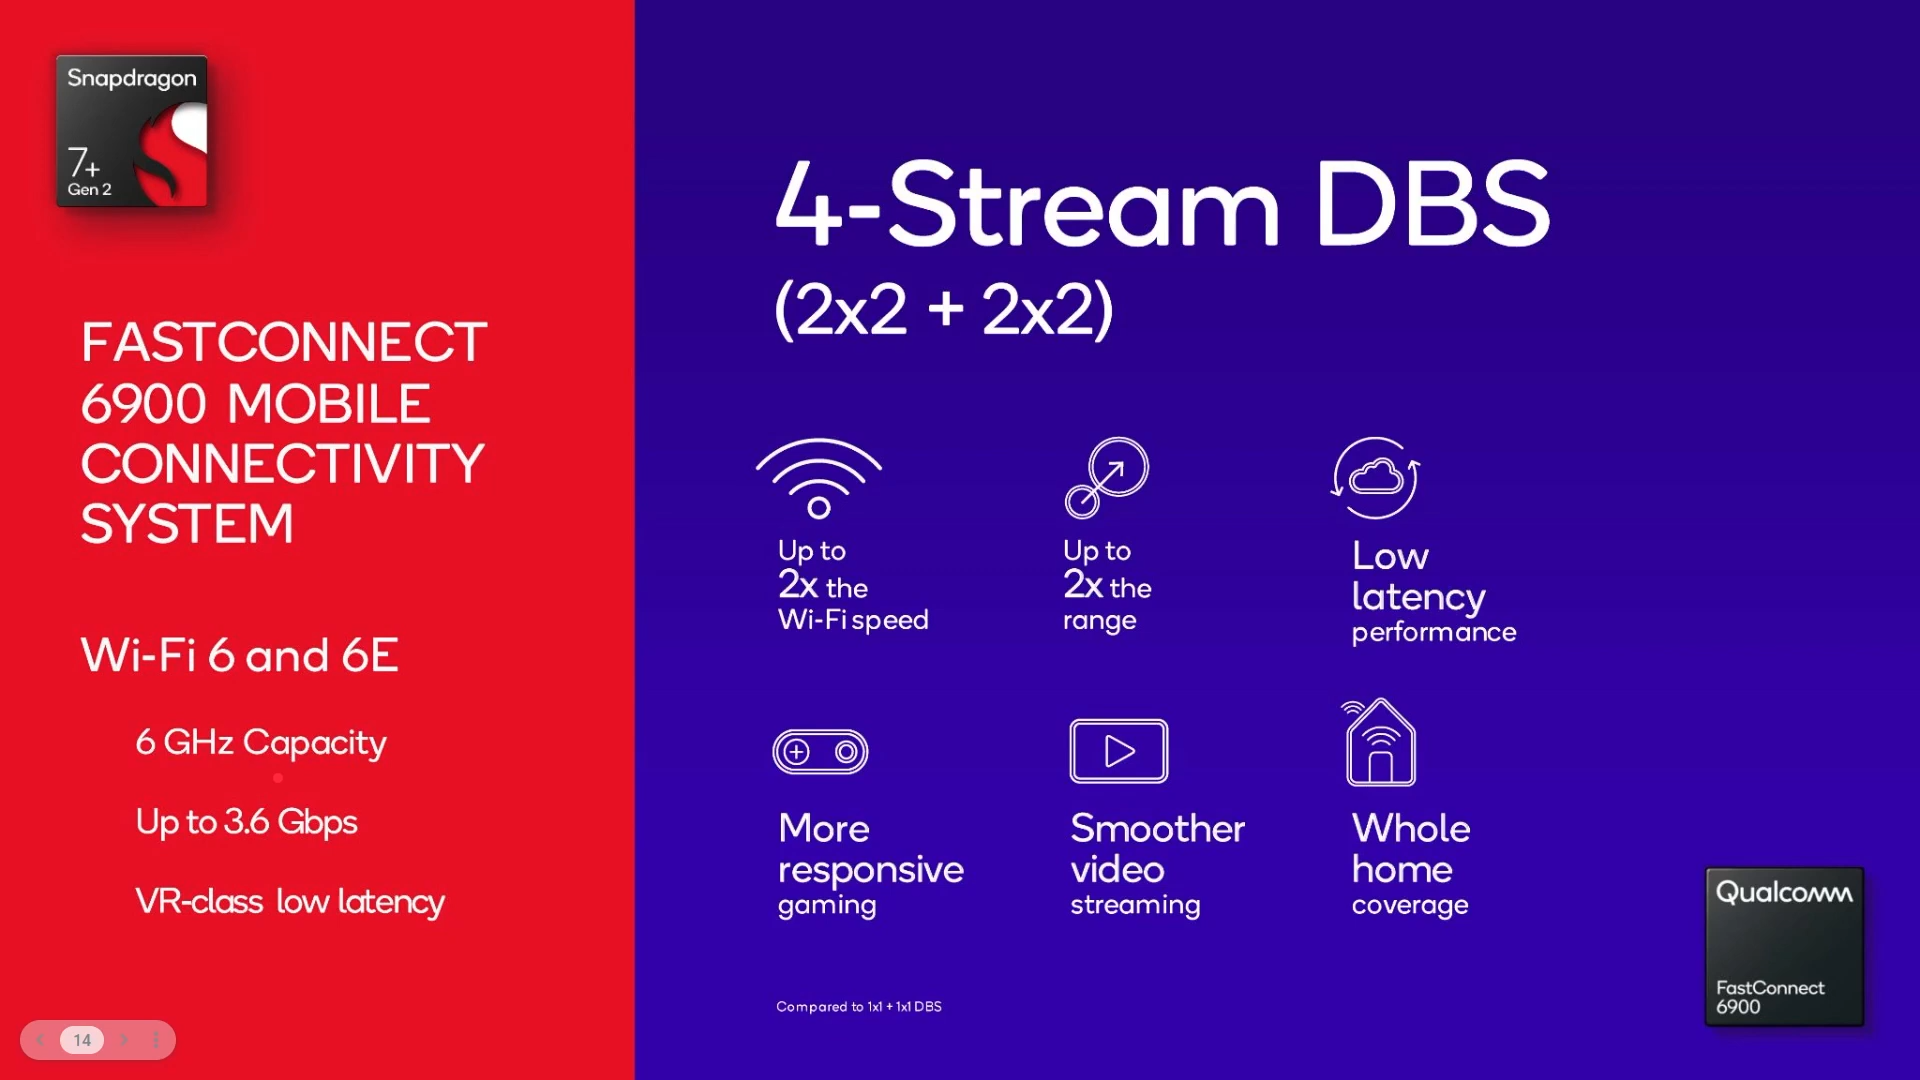 Snapdragon
7+
Gen 2
FASTCONNECT
6900 MOBILE
CONNECTIVITY
SYSTEM
Wi-Fi 6 and 6E
6 GHz Capacity
Up to 3.6 Gbps
VR-class low latency
14
4-Stream DBS
(2x2 + 2x2)
Up to
2x the
Wi-Fi speed
Up to
2x the
range
Low
latency
performance
More
responsive
gaming
Smoother
video
streaming
Whole
home
coverage
Compared to 1x1 + 1x1 DBS
Qualcomm
FastConnect
6900